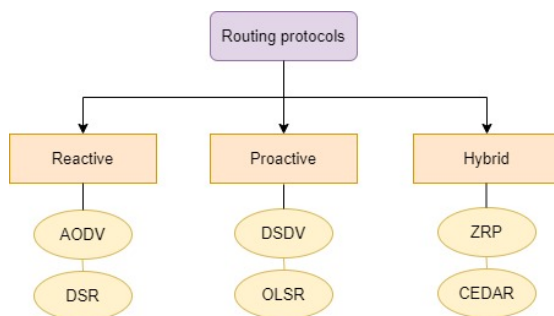 Routing protocols
Reactive
Proactive
Hybrid
AODV
DSDV
ZRP
DSR
OLSR
CEDAR